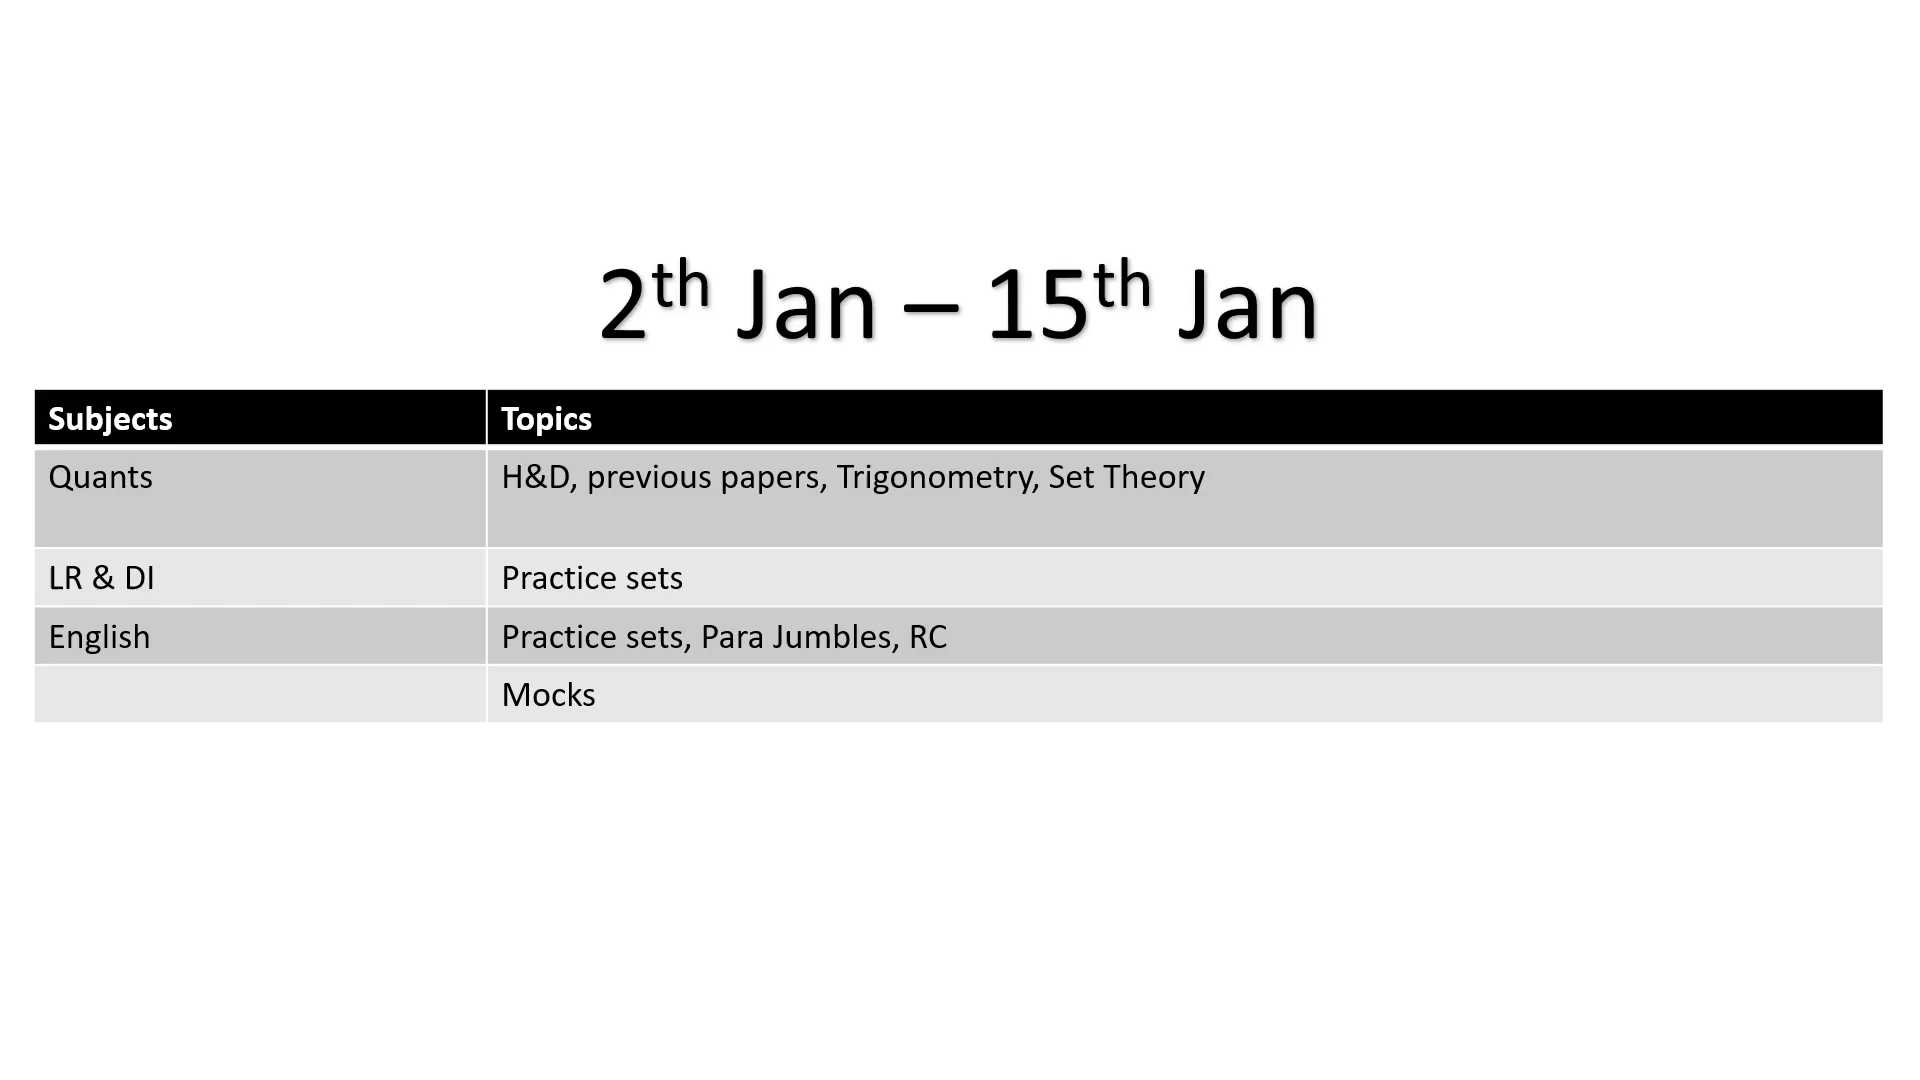 2th Jan – 15th Jan
Subjects Topics
Quants H&D, previous papers, Trigonometry, Set Theory
LR & DI Practice sets
English Practice sets, Para Jumbles, RC
Mocks